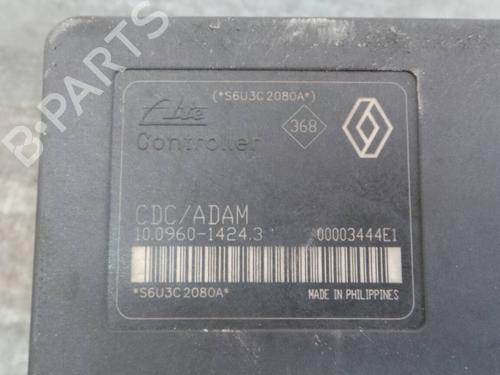 B-PARTS
(*S6U3C2080A*)
Ate
368
Controller
CDC/ADAM
10.0960-1424.3 00003444E1
*S6U3C2080A* MADE IN PHILIPPINES